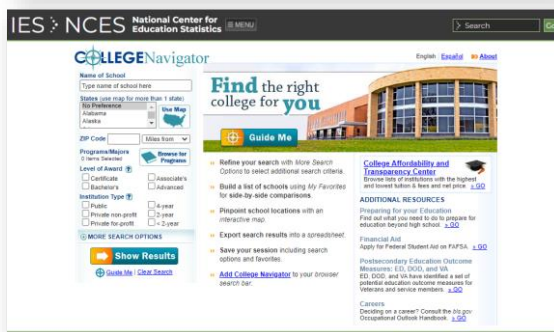 IES NCES National Center for
Education Statistics
MENU
Search
Go
COLLEGENavigator
English Español About
Name of School
Type name of school here
States (use map for more than 1 state)
No Preference
Alabama
Alaska
Use Map
ZIP Code Miles from
Programs/Majors
0 Items Selected
Browse for
Programs
Level of Award
Certificate Associate's
Bachelor's Advanced
Institution Type
Public 4-year
Private non-profit 2-year
Private for-profit < 2-year
MORE SEARCH OPTIONS
Show Results
Guide Me | Clear Search
Find the right
college for you
Guide Me
Refine your search with More Search
Options to select additional search criteria.
Build a list of schools using My Favorites
for side-by-side comparisons.
Pinpoint school locations with an
interactive map.
Export search results into a spreadsheet.
Save your session including search
options and favorites.
Add College Navigator to your browser
search bar.
College Affordability and
Transparency Center
Browse lists of institutions with the highest
and lowest tuition & fees and net price. » GO
ADDITIONAL RESOURCES
Preparing for your Education
Find out what you need to do to prepare for
education beyond high school. » GO
Financial Aid
Apply for Federal Student Aid on FAFSA. » GO
Postsecondary Education Outcome
Measures: ED, DOD, and VA
ED, DOD, and VA have identified a set of
potential education outcome measures for
Veterans and service members. » GO
Careers
Deciding on a career? Consult the bls.gov
Occupational Outlook Handbook. » GO